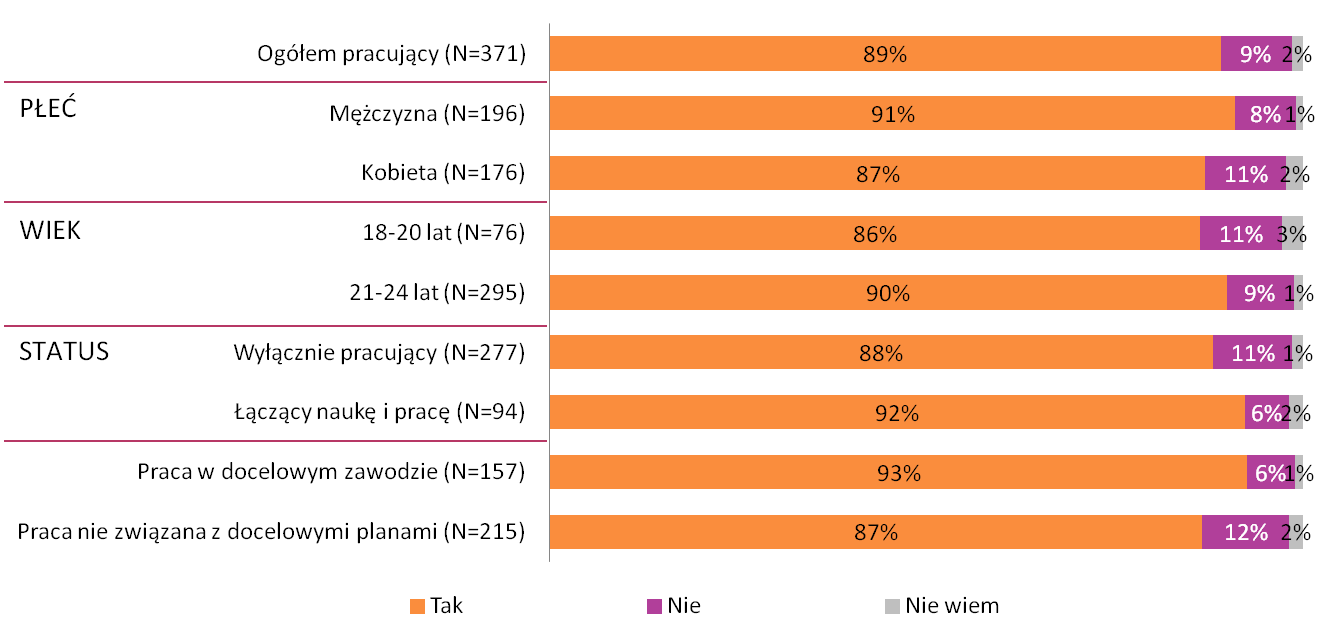 Ogółem pracujący (N=371) 89% 9% 2%
PŁEĆ Mężczyzna (N=196) 91% 8% 1%
Kobieta (N=176) 87% 11% 2%
WIEK 18-20 lat (N=76) 86% 11% 3%
21-24 lat (N=295) 90% 9% 1%
STATUS Wyłącznie pracujący (N=277) 88% 11% 1%
Łączący naukę i pracę (N=94) 92% 6% 2%
Praca w docelowym zawodzie (N=157) 93% 6% 1%
Praca nie związana z docelowymi planami (N=215) 87% 12% 2%
Tak Nie Nie wiem